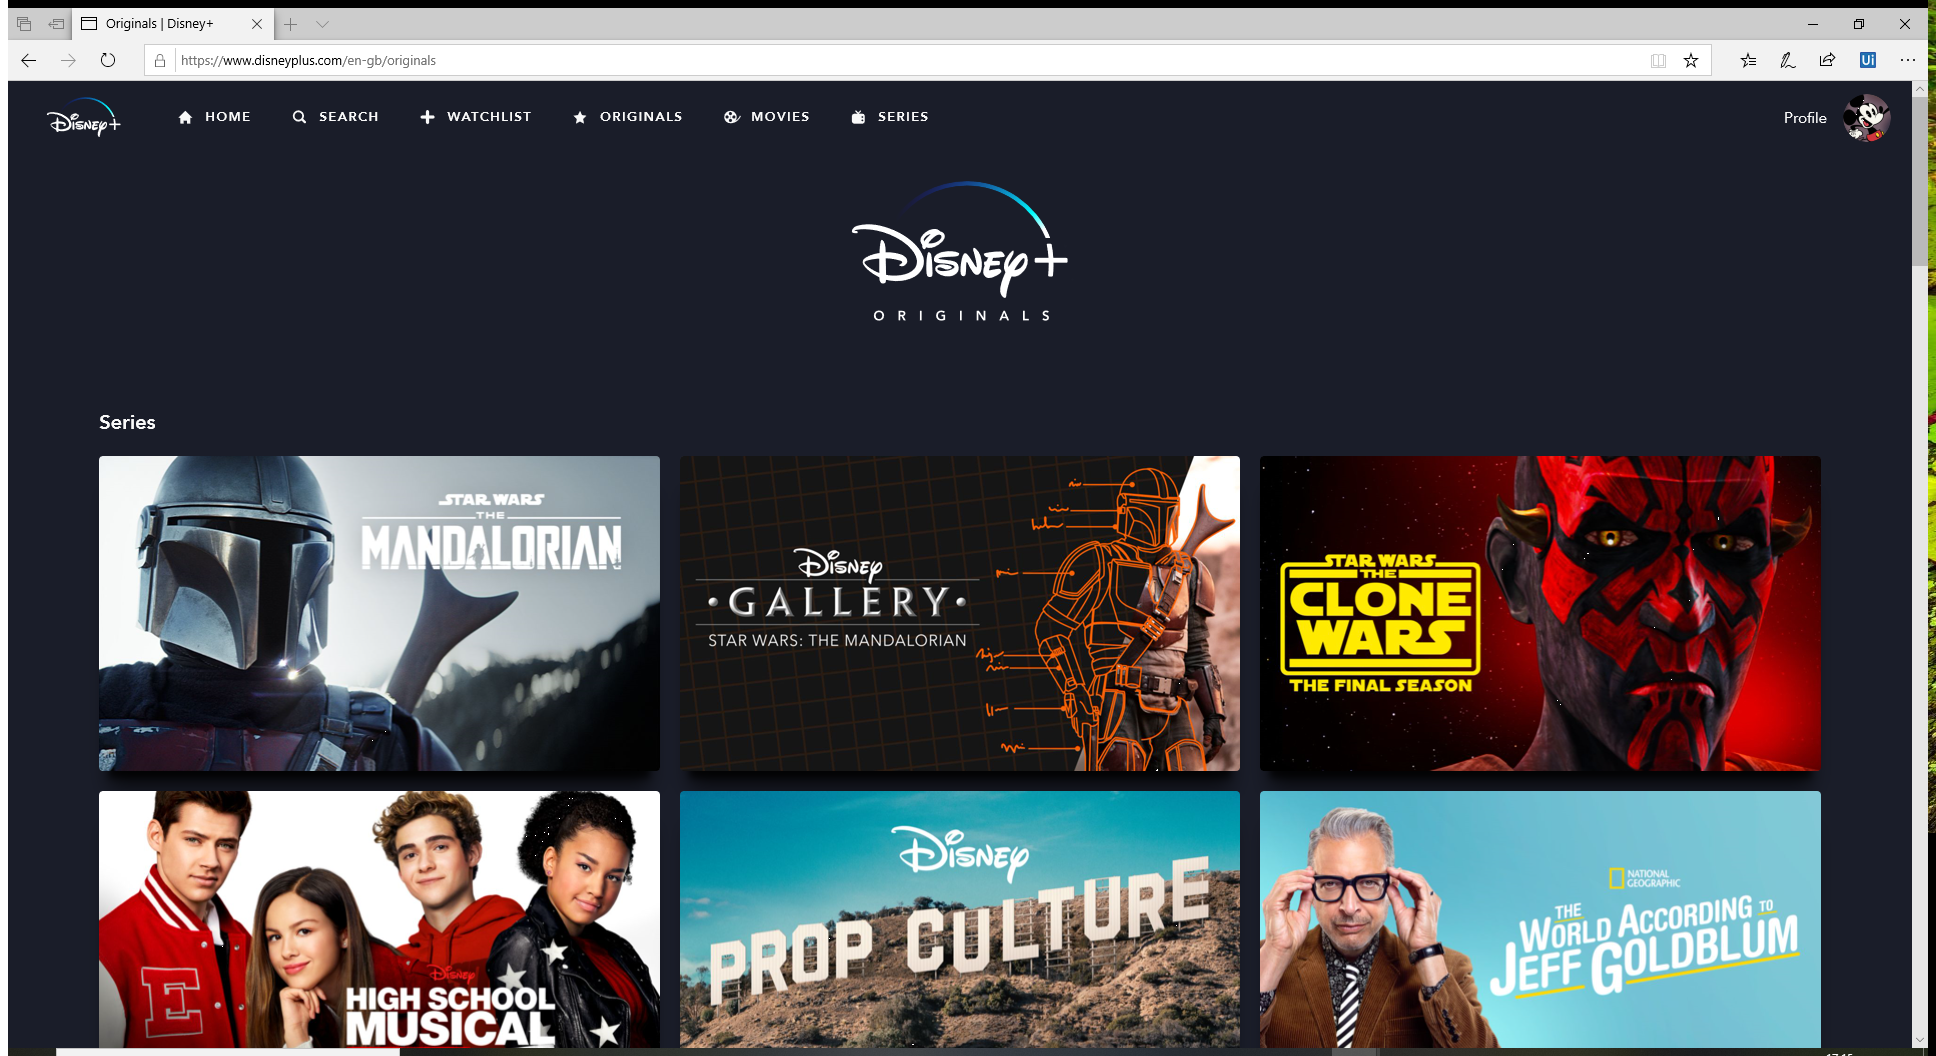 Originals | Disney+
https://www.disneyplus.com/en-gb/originals
Ui
Disney+
HOME
SEARCH
WATCHLIST
ORIGINALS
MOVIES
SERIES
Profile
Disney+
ORIGINALS
Series
STAR WARS
THE
MANDALORIAN
Disney
GALLERY
STAR WARS: THE MANDALORIAN
STAR WARS
THE
CLONE
WARS
THE FINAL SEASON
E
Disney
HIGH SCHOOL
MUSICAL
Disney
PROP CULTURE
NATIONAL
GEOGRAPHIC
THE
WORLD ACCORDING TO
JEFF GOLDBLUM